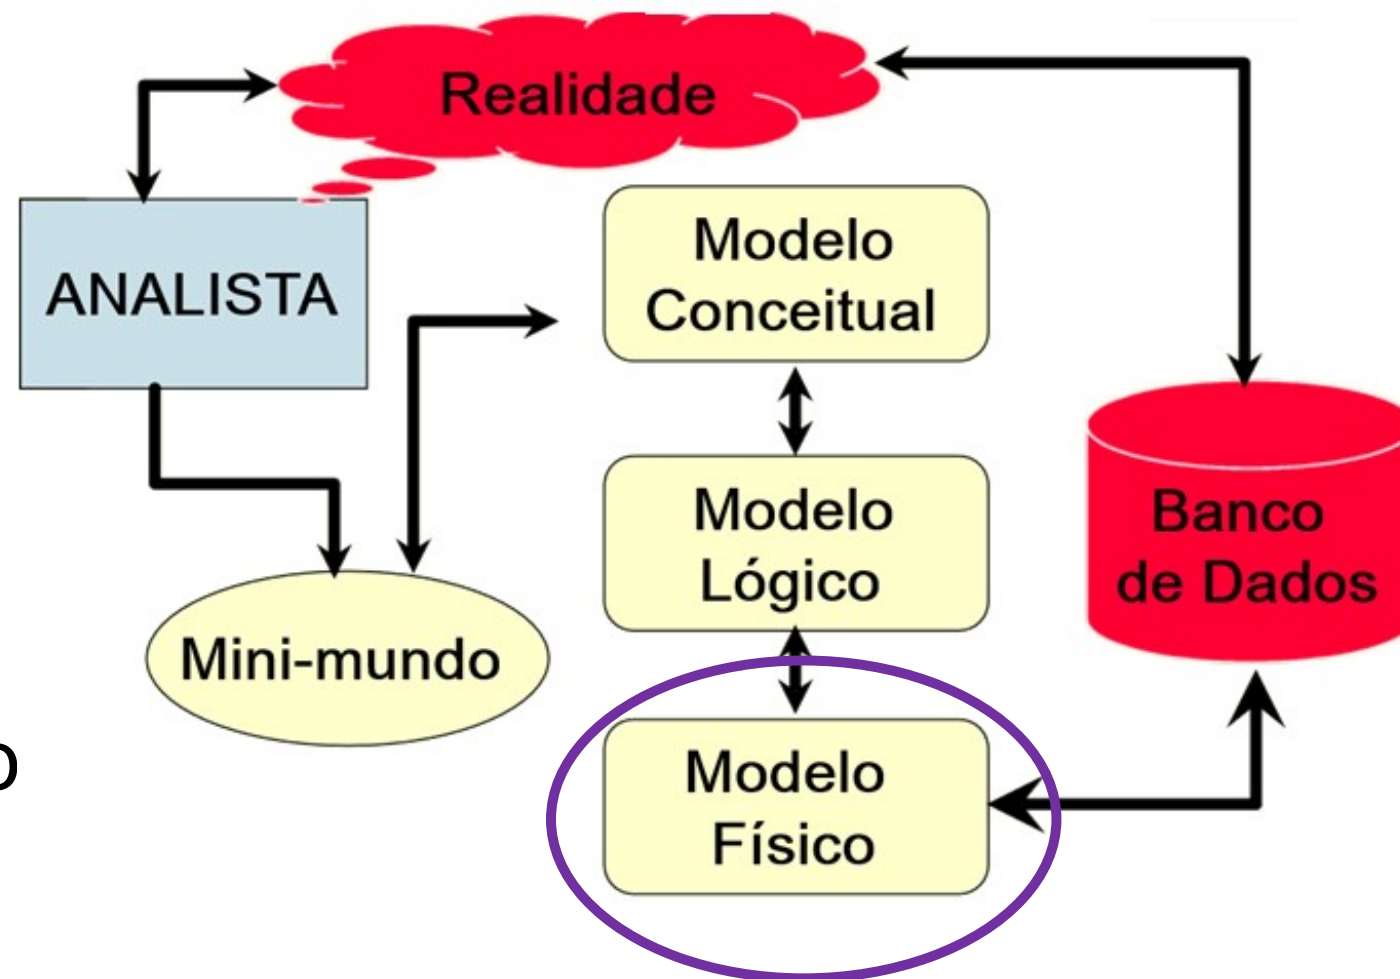 Realidade
ANALISTA
Modelo
Conceitual
Modelo
Lógico
Banco
de Dados
Mini-mundo
o
Modelo
Físico